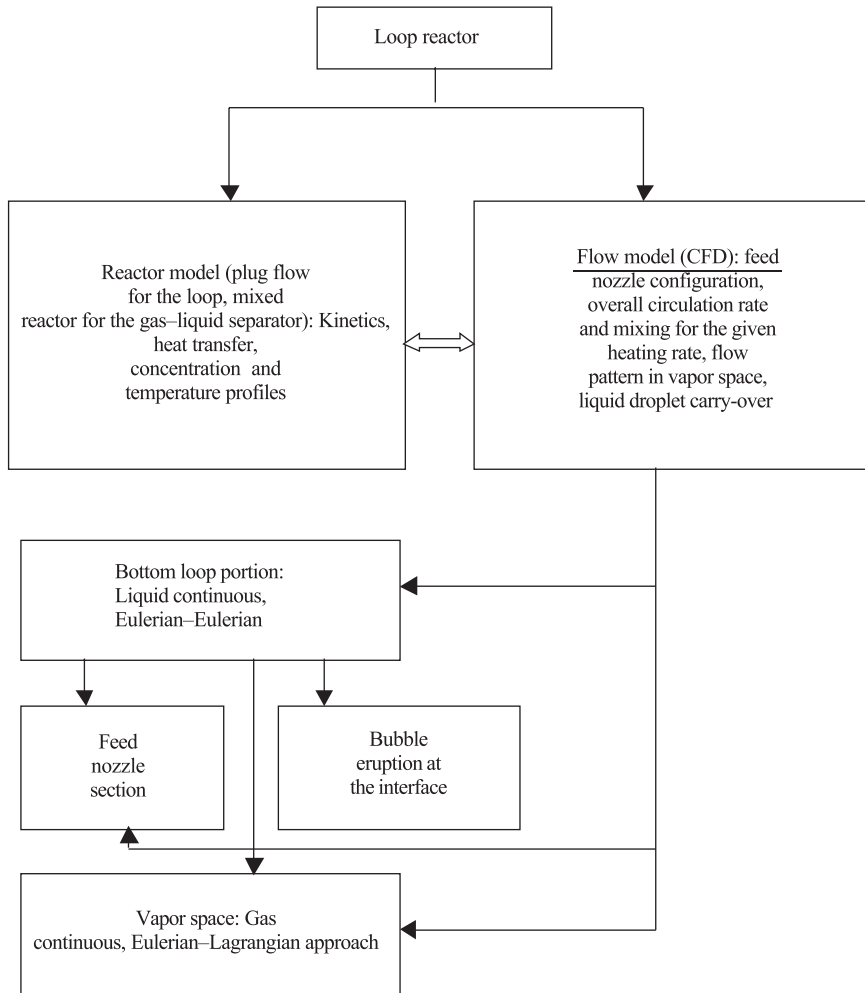 Loop reactor
Reactor model (plug flow
for the loop, mixed
reactor for the gas–liquid separator): Kinetics,
heat transfer,
concentration and
temperature profiles
Flow model (CFD): feed
nozzle configuration,
overall circulation rate
and mixing for the given
heating rate, flow
pattern in vapor space,
liquid droplet carry-over
Bottom loop portion:
Liquid continuous,
Eulerian–Eulerian
Feed
nozzle
section
Bubble
eruption at
the interface
Vapor space: Gas
continuous, Eulerian–Lagrangian approach